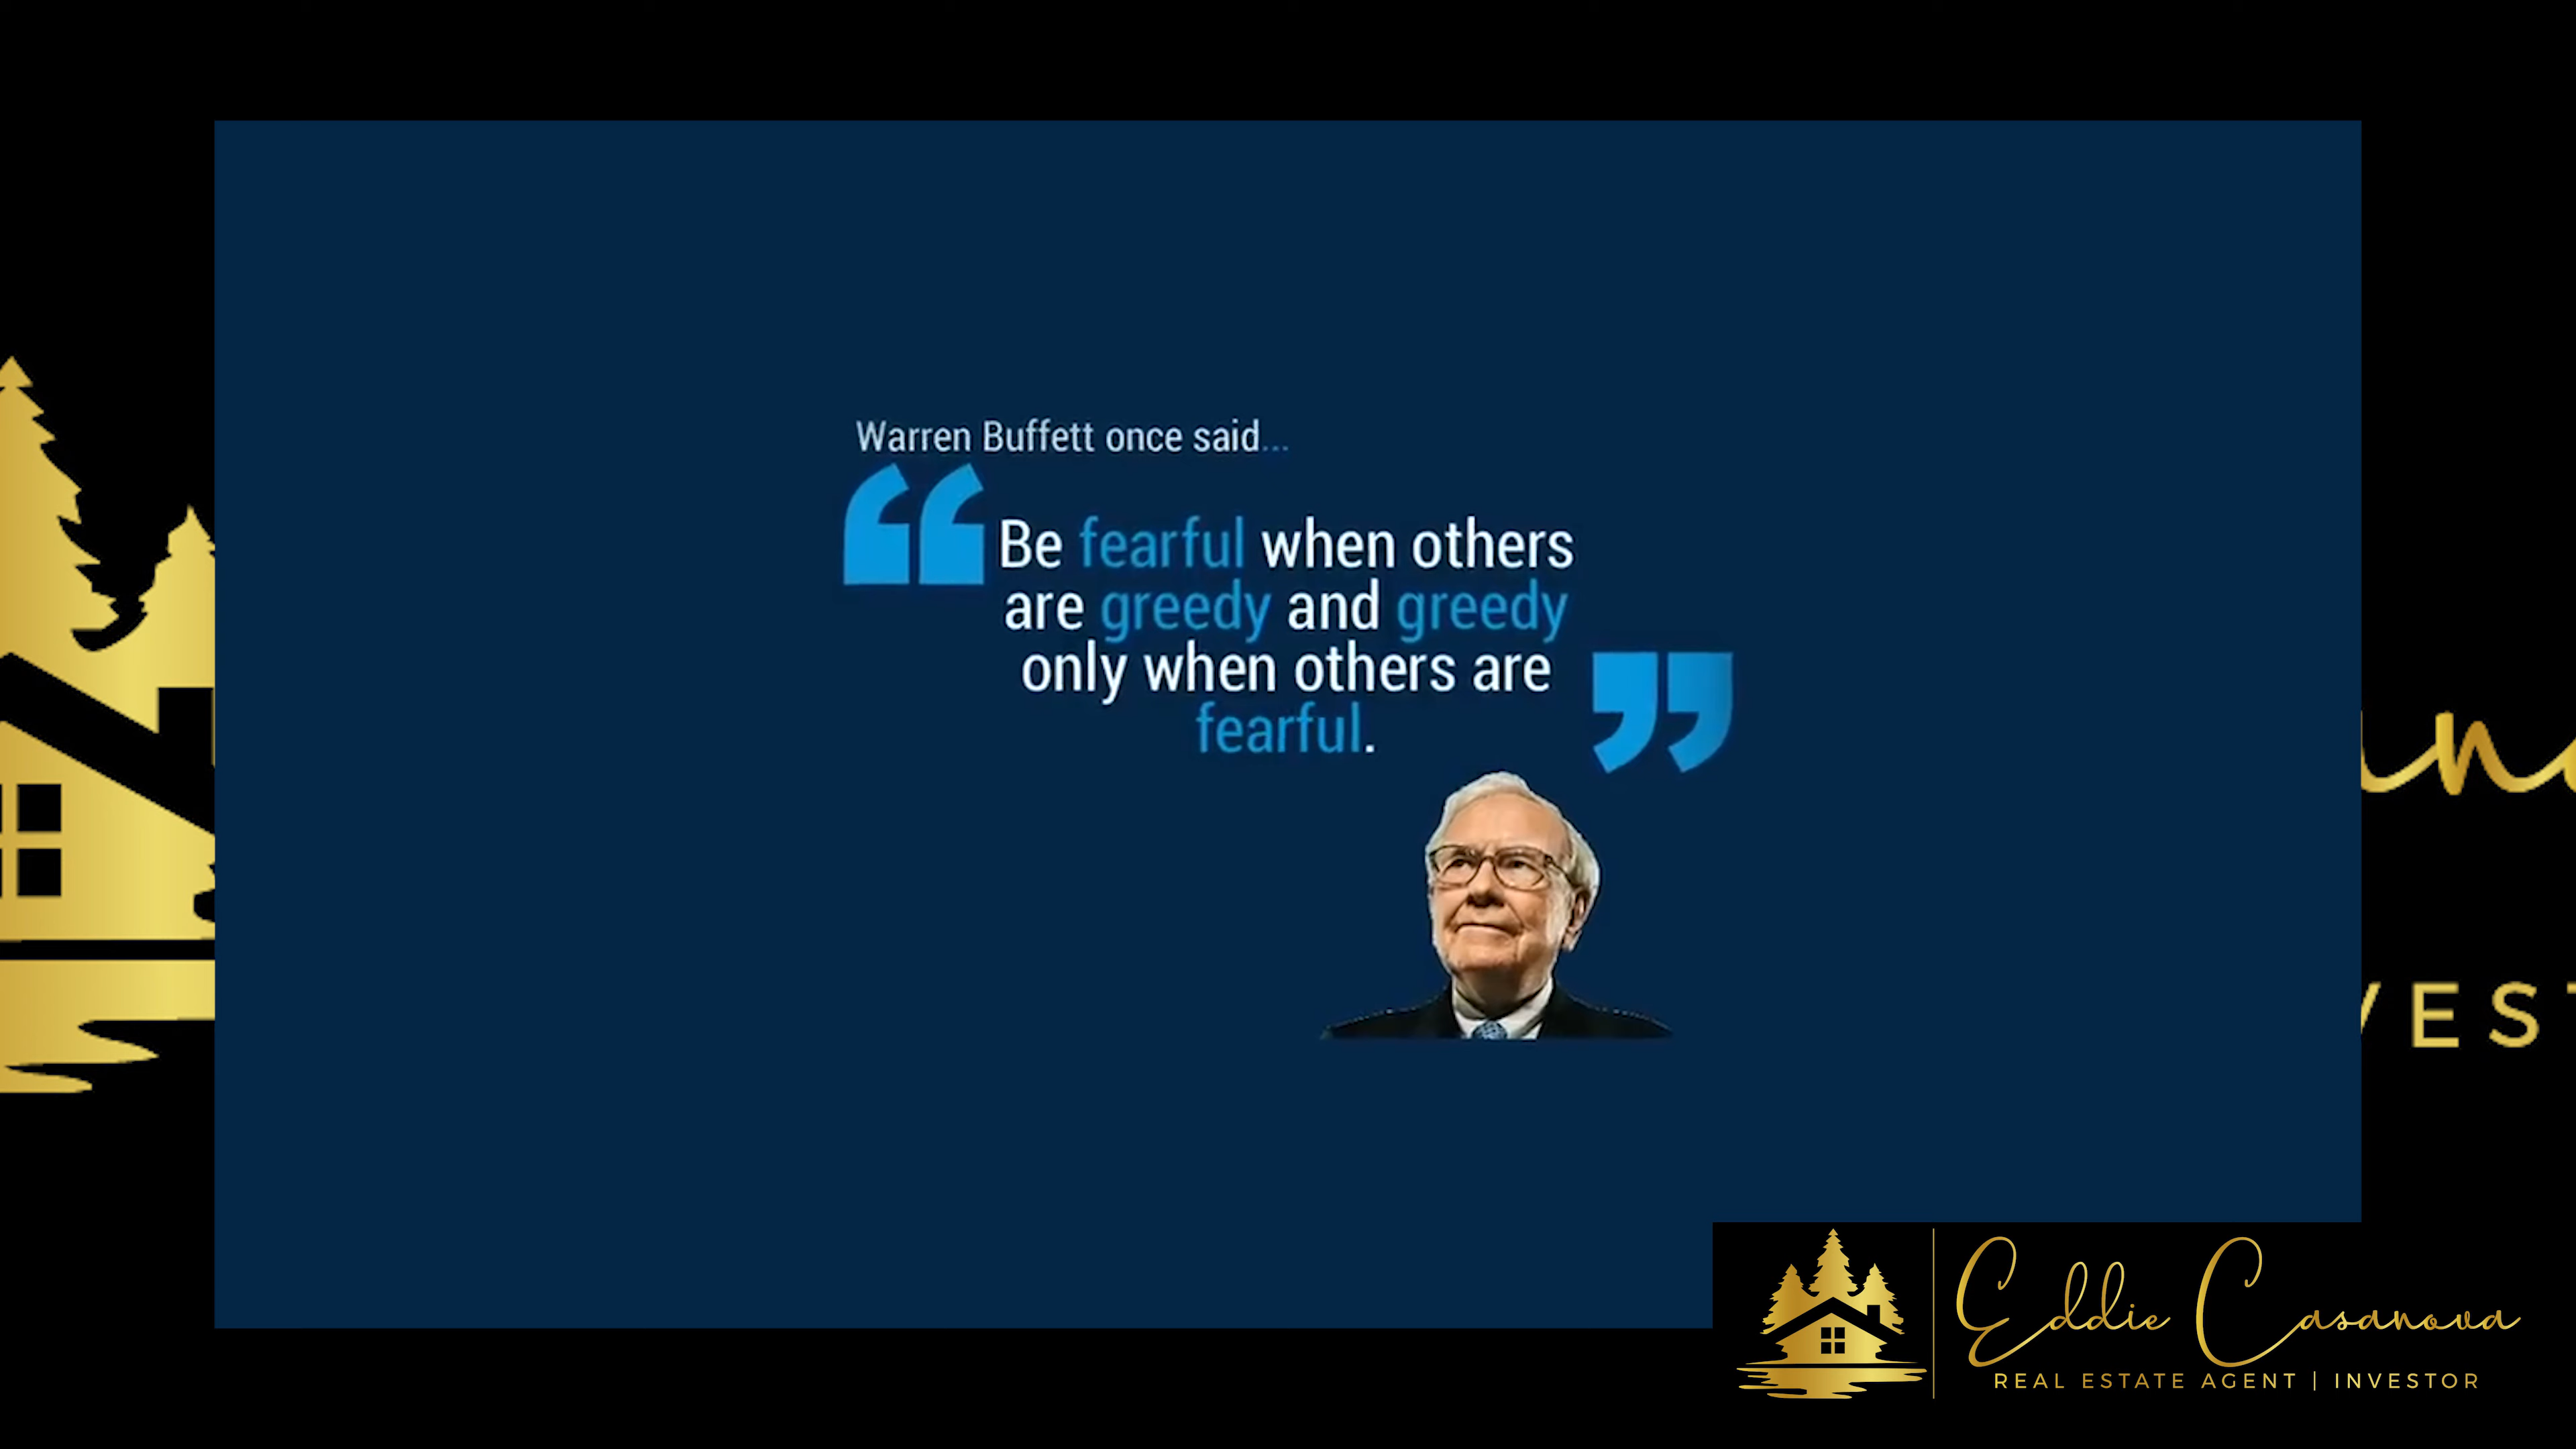 Warren Buffett once said...
“Be fearful when others
are greedy and greedy
only when others are
fearful.”
Eddie Casanova
REAL ESTATE AGENT | INVESTOR